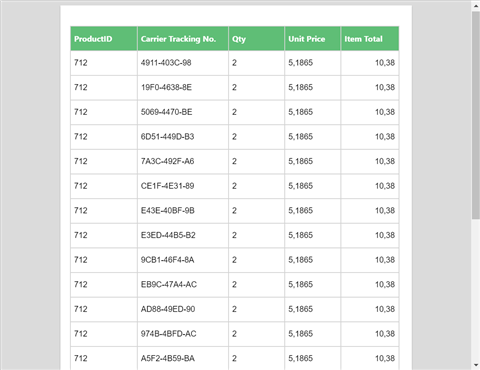 ProductID Carrier Tracking No. Qty Unit Price Item Total
712 4911-403C-98 2 5,1865 10,38
712 19F0-4638-8E 2 5,1865 10,38
712 5069-4470-BE 2 5,1865 10,38
712 6D51-449D-B3 2 5,1865 10,38
712 7A3C-492F-A6 2 5,1865 10,38
712 CE1F-4E31-89 2 5,1865 10,38
712 E43E-40BF-9B 2 5,1865 10,38
712 E3ED-44B5-B2 2 5,1865 10,38
712 9CB1-46F4-8A 2 5,1865 10,38
712 EB9C-47A4-AC 2 5,1865 10,38
712 AD88-49ED-90 2 5,1865 10,38
712 974B-4BFD-AC 2 5,1865 10,38
712 A5F2-4B59-BA 2 5,1865 10,38